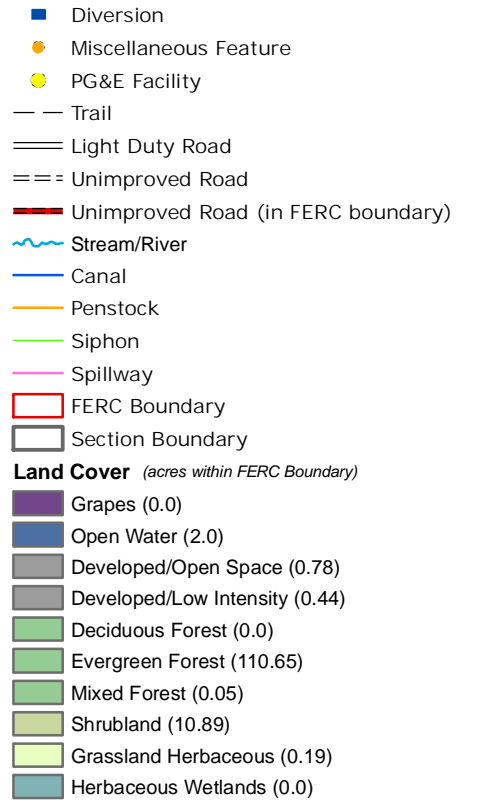 Diversion
Miscellaneous Feature
PG&E Facility
Trail
Light Duty Road
Unimproved Road
Unimproved Road (in FERC boundary)
Stream/River
Canal
Penstock
Siphon
Spillway
FERC Boundary
Section Boundary
Land Cover (acres within FERC Boundary)
Grapes (0.0)
Open Water (2.0)
Developed/Open Space (0.78)
Developed/Low Intensity (0.44)
Deciduous Forest (0.0)
Evergreen Forest (110.65)
Mixed Forest (0.05)
Shrubland (10.89)
Grassland Herbaceous (0.19)
Herbaceous Wetlands (0.0)